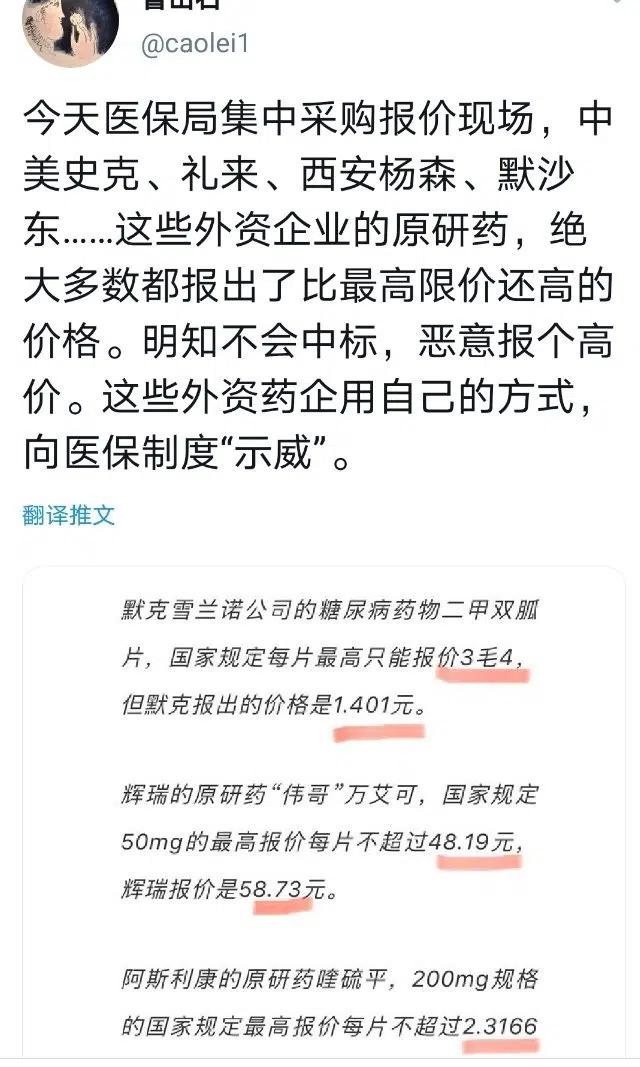 @caolei1
今天医保局集中采购报价现场，中
美史克、礼来、西安杨森、默沙
东……这些外资企业的原研药，绝
大多数都报出了比最高限价还高的
价格。明知不会中标，恶意报个高
价。这些外资药企用自己的方式，
向医保制度“示威”。
翻译推文
默克雪兰诺公司的糖尿病药物二甲双胍
片，国家规定每片最高只能报价3毛4，
但默克报出的价格是1.401元。
辉瑞的原研药“伟哥”万艾可，国家规定
50mg的最高报价每片不超过48.19元，
辉瑞报价是58.73元。
阿斯利康的原研药喹硫平，200mg规格
的国家规定最高报价每片不超过2.3166